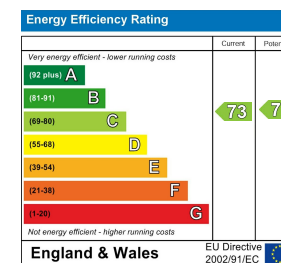 Energy Efficiency Rating
Current
Very energy efficient - lower running costs
(92 plus) A
(81-91) B
(69-80) C
73
(55-68) D
(39-54) E
(21-38) F
(1-20) G
Not energy efficient - higher running costs
England & Wales
EU Directive
2002/91/EC